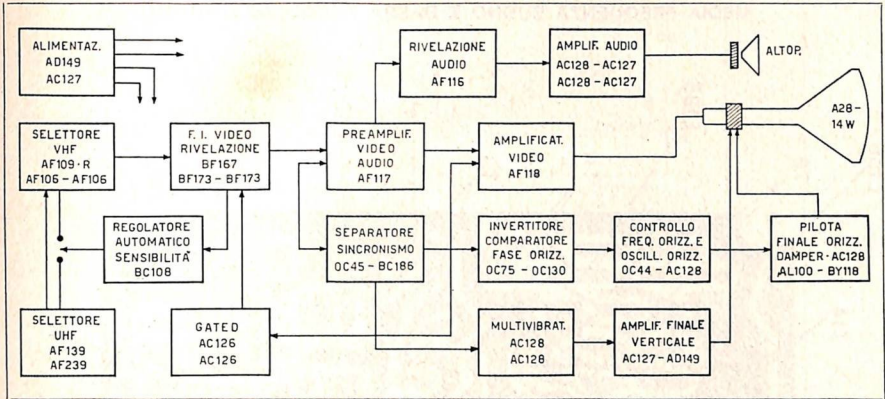 ALIMENTAZ.
AD149
AC127
RIVELAZIONE
AUDIO
AF116
AMPLIF. AUDIO
AC128-AC127
AC128-AC127
ALTOP.
SELETTORE
VHF
AF109·R
AF106-AF106
F.I. VIDEO
RIVELAZIONE
BF167
BF173-BF173
PREAMPLIF.
VIDEO
AUDIO
AF117
AMPLIFICAT.
VIDEO
AF118
A28-
14W
REGOLATORE
AUTOMATICO
SENSIBILITÀ
BC108
SEPARATORE
SINCRONISMO
OC45-BC186
INVERTITORE
COMPARATORE
FASE ORIZZ.
OC75-OC130
CONTROLLO
FREQ. ORIZZ. E
OSCILL. ORIZZ.
OC44-AC128
PILOTA
FINALE ORIZZ.
DAMPER·AC128
AL100-BY118
SELETTORE
UHF
AF139
AF239
GATED
AC126
AC126
MULTIVIBRAT.
AC128
AC128
AMPLIF. FINALE
VERTICALE
AC127-AD149